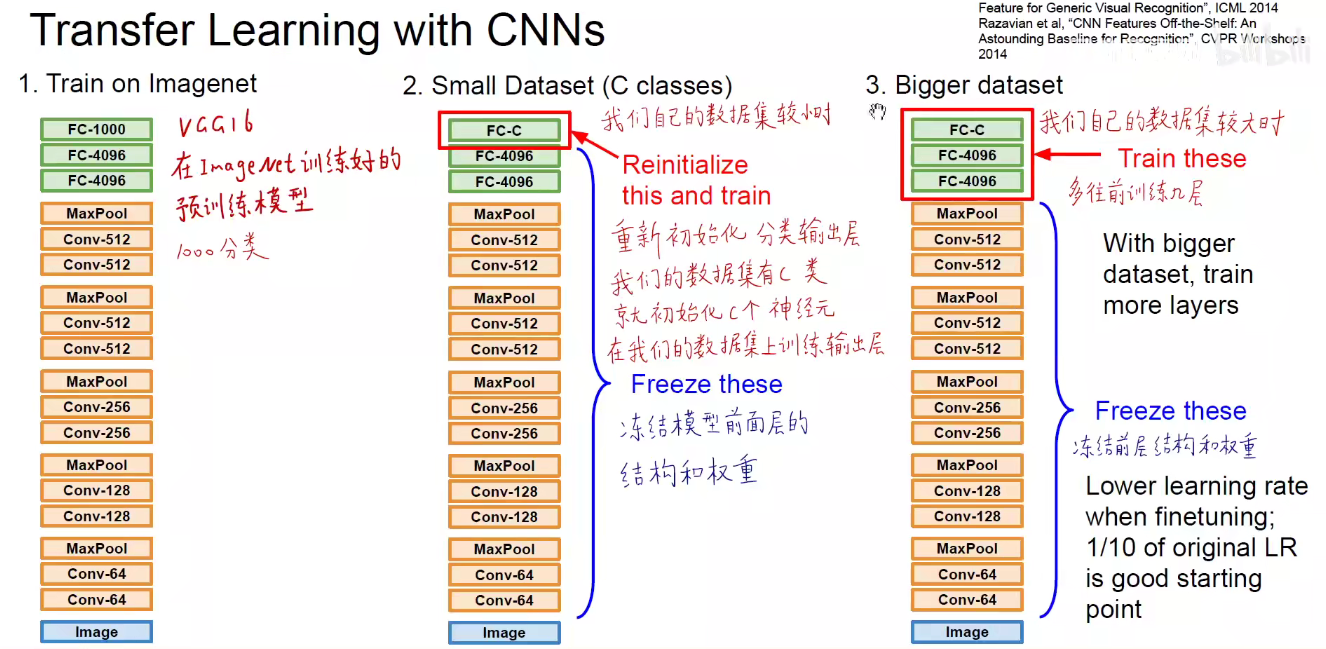 Transfer Learning with CNNs
Feature for Generic Visual Recognition", ICML 2014
Razavian et al, "CNN Features Off-the-Shelf: An
Astounding Baseline for Recognition", CVPR Workshops
2014
bilibili
1. Train on Imagenet
FC-1000
FC-4096
FC-4096
MaxPool
Conv-512
Conv-512
MaxPool
Conv-512
Conv-512
MaxPool
Conv-256
Conv-256
MaxPool
Conv-128
Conv-128
MaxPool
Conv-64
Conv-64
Image
VGG16
在ImageNet训练好的
预训练模型
1000分类
2. Small Dataset (C classes)
FC-C
FC-4096
FC-4096
MaxPool
Conv-512
Conv-512
MaxPool
Conv-512
Conv-512
MaxPool
Conv-256
Conv-256
MaxPool
Conv-128
Conv-128
MaxPool
Conv-64
Conv-64
Image
我们自己的数据集较小时
Reinitialize
this and train
重新初始化 分类输出层
我们的数据集有C 类
就初始化C个 神经元
在我们的数据集上训练输出层
Freeze these
冻结模型前面层的
结构和权重
3. Bigger dataset
FC-C
FC-4096
FC-4096
MaxPool
Conv-512
Conv-512
MaxPool
Conv-512
Conv-512
MaxPool
Conv-256
Conv-256
MaxPool
Conv-128
Conv-128
MaxPool
Conv-64
Conv-64
Image
我们自己的数据集较大时
Train these
多往前训练几层
With bigger
dataset, train
more layers
Freeze these
冻结前层结构和权重
Lower learning rate
when finetuning;
1/10 of original LR
is good starting
point